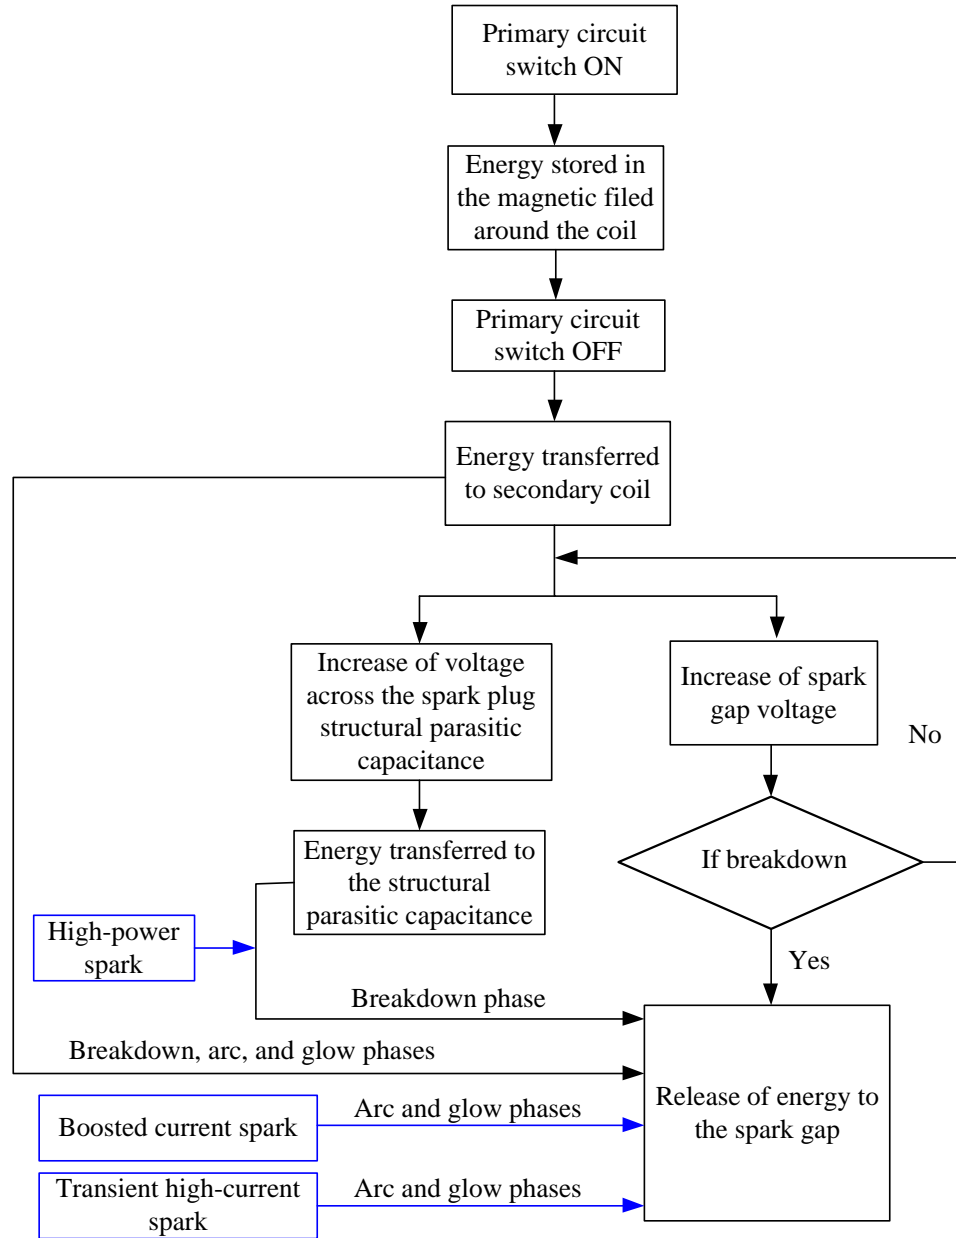 Primary circuit
switch ON
Energy stored in
the magnetic filed
around the coil
Primary circuit
switch OFF
Energy transferred
to secondary coil
Increase of voltage
across the spark plug
structural parasitic
capacitance
Increase of spark
gap voltage
No
Energy transferred to
the structural
parasitic capacitance
If breakdown
High-power
spark
Yes
Breakdown phase
Breakdown, arc, and glow phases
Release of energy to
the spark gap
Boosted current spark
Arc and glow phases
Transient high-current
spark
Arc and glow phases